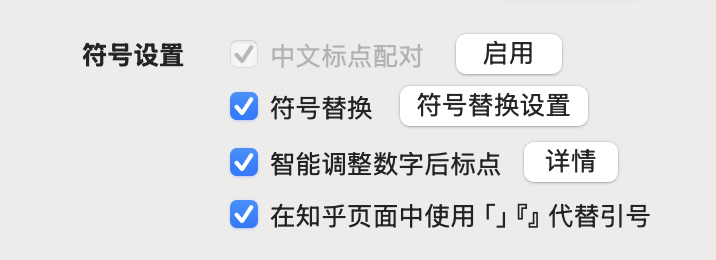 符号设置 中文标点配对 启用
符号替换 符号替换设置
智能调整数字后标点 详情
在知乎页面中使用「」『』代替引号